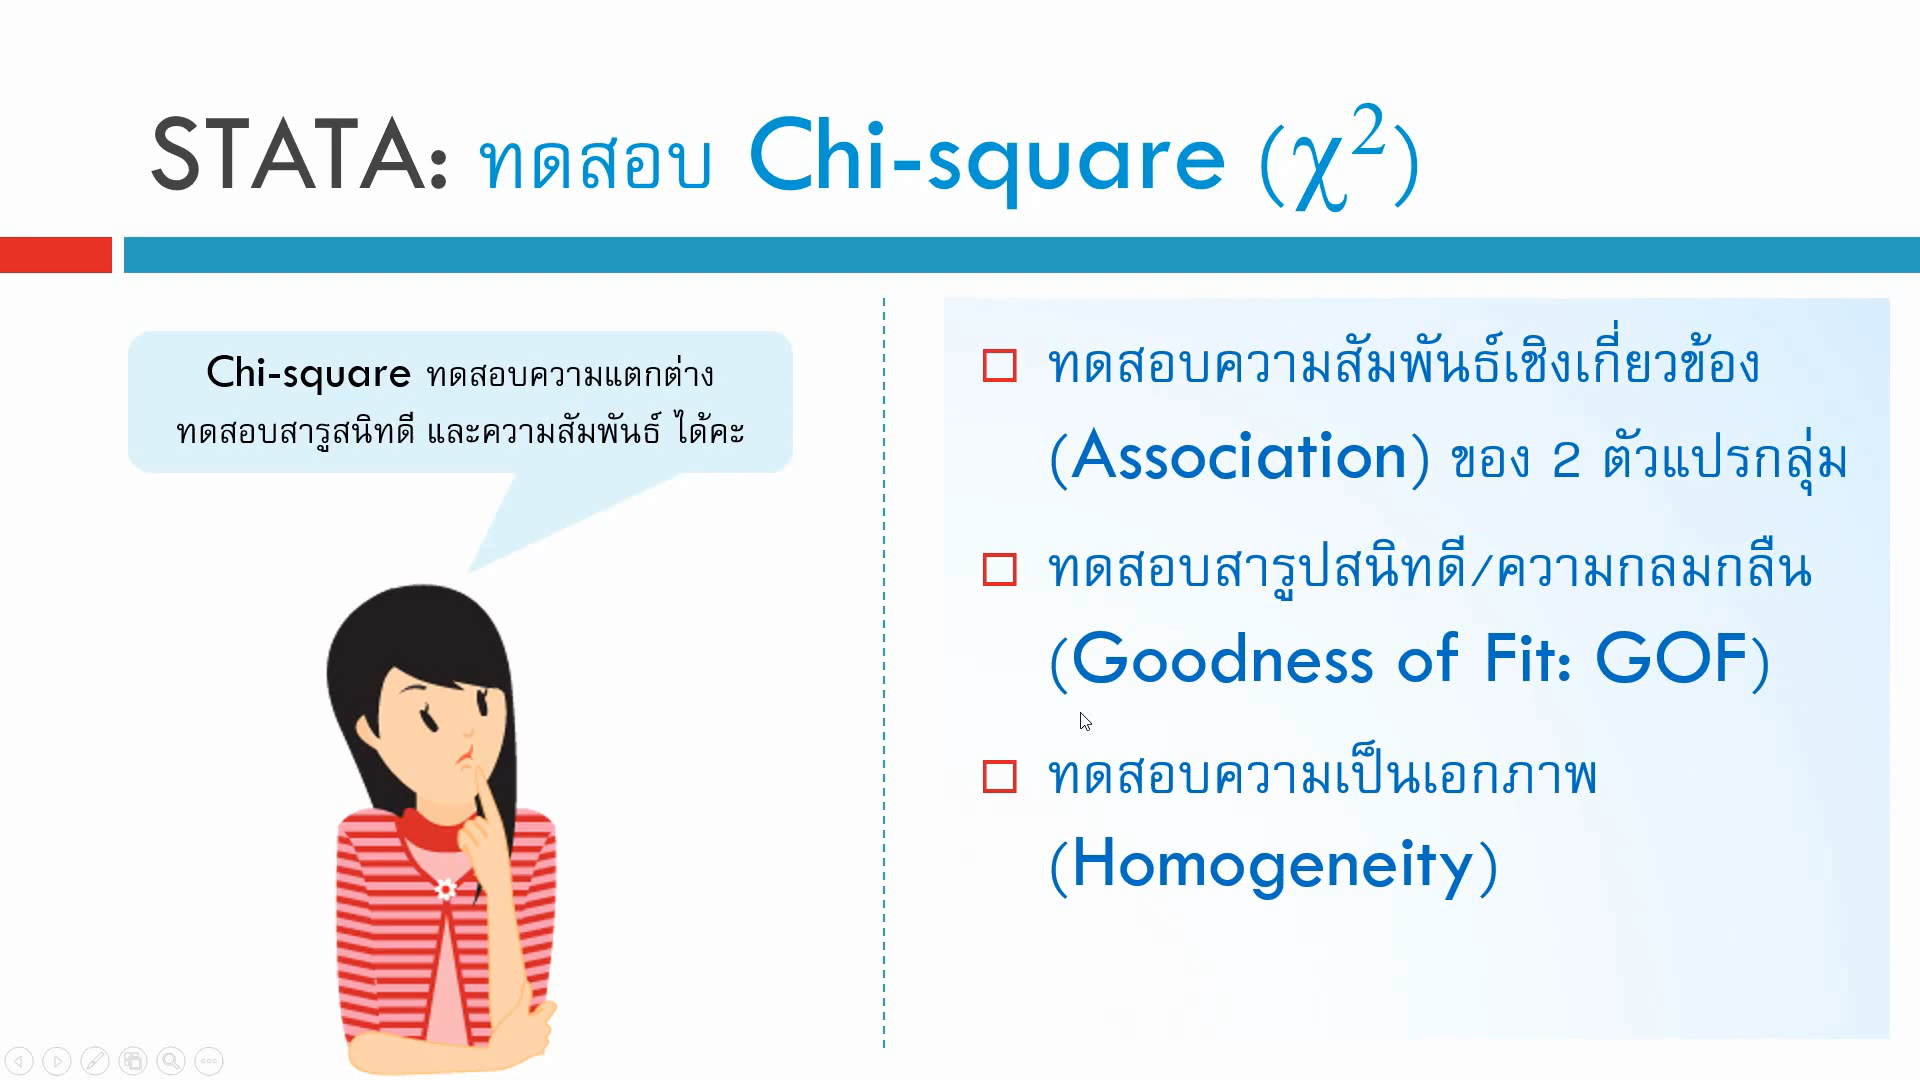 STATA: ทดสอบ Chi-square (χ²)
Chi-square ทดสอบความแตกต่าง
ทดสอบสารูสนิทดี และความสัมพันธ์ ได้คะ
ทดสอบความสัมพันธ์เชิงเกี่ยวข้อง
(Association) ของ 2 ตัวแปรกลุ่ม
ทดสอบสารูปสนิทดี/ความกลมกลืน
(Goodness of Fit: GOF)
ทดสอบความเป็นเอกภาพ
(Homogeneity)